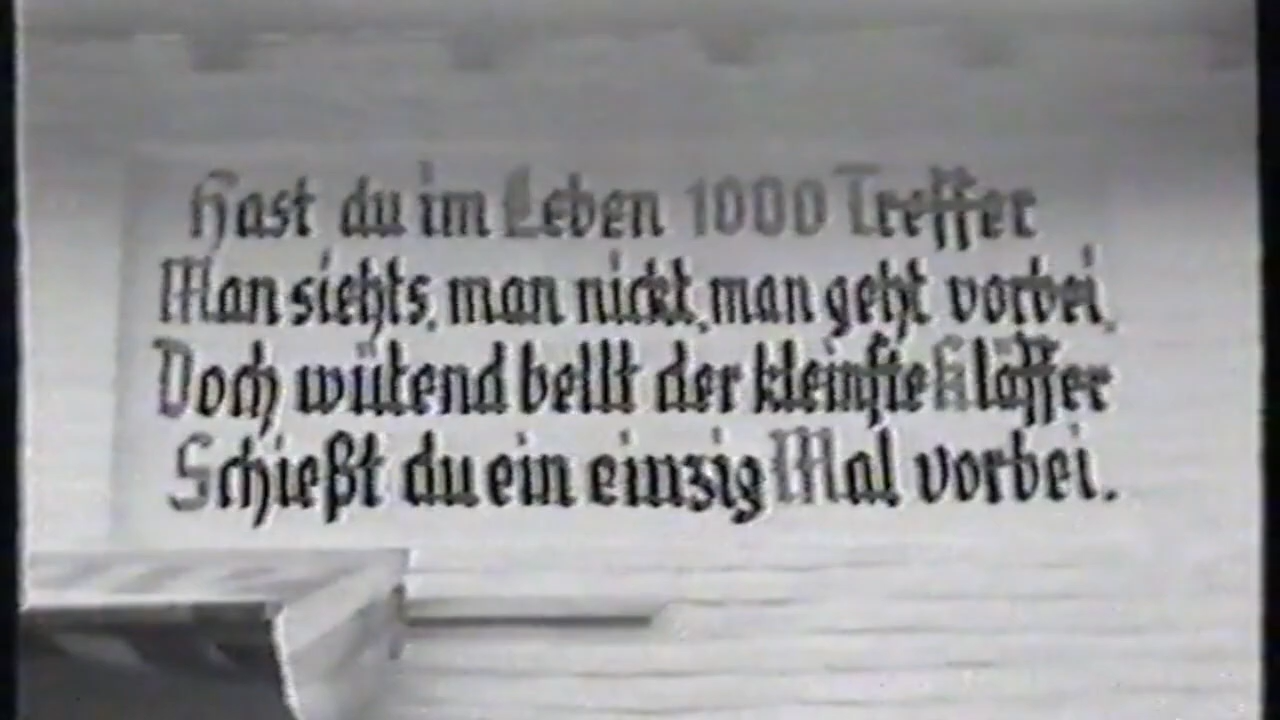 Hast du im Leben 1000 Treffer
Man siehts, man nickt, man geht vorbei,
Doch wütend bellt der kleinste Kläffer
Schießt du ein einzig Mal vorbei.